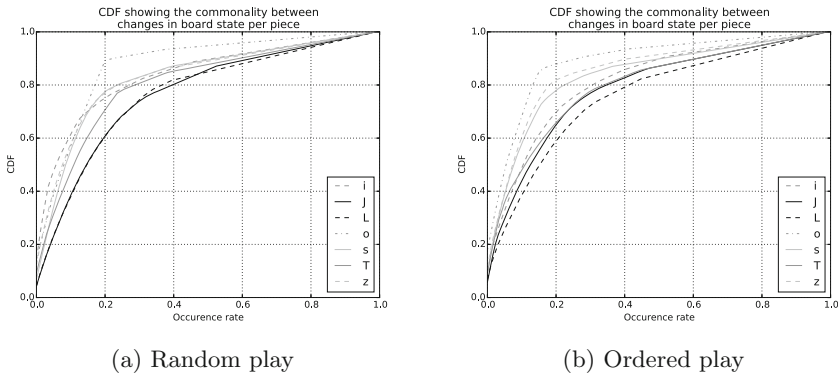 CDF showing the commonality between
changes in board state per piece
1.0
0.8
0.6
0.4
0.2
0.0
CDF
0.0 0.2 0.4 0.6 0.8 1.0
Occurence rate
i
J
L
o
s
T
z
(a) Random play
CDF showing the commonality between
changes in board state per piece
1.0
0.8
0.6
0.4
0.2
0.0
CDF
0.0 0.2 0.4 0.6 0.8 1.0
Occurence rate
i
J
L
o
s
T
z
(b) Ordered play